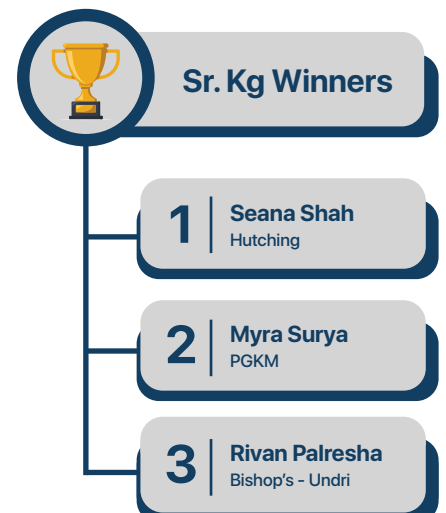 Sr. Kg Winners
1
Seana Shah
Hutching
2
Myra Surya
PGKM
3
Rivan Palresha
Bishop's - Undri